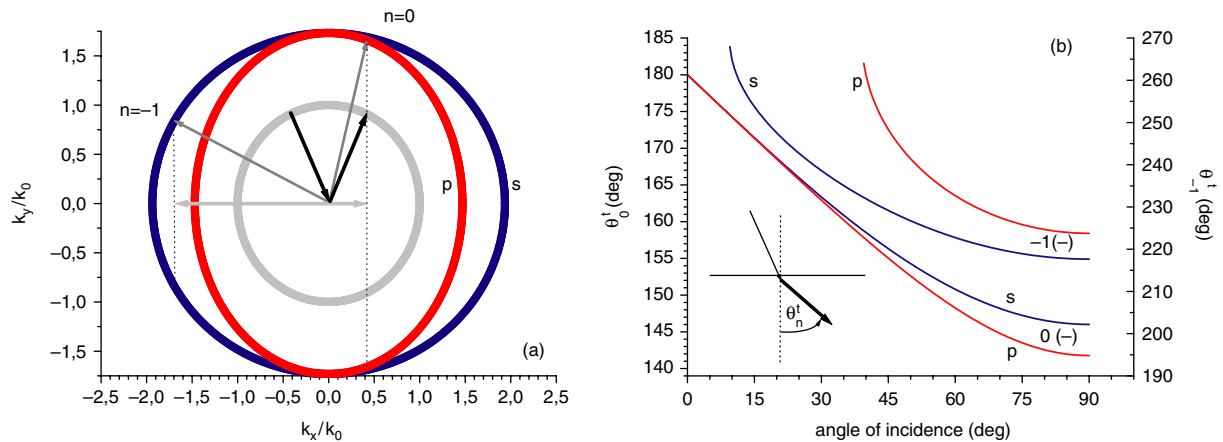 n=0
n=−1
1,5
1,0
0,5
0,0
−0,5
−1,0
−1,5
k_y/k_0
p
s
(a)
−2,5 −2,0 −1,5 −1,0 −0,5 0,0 0,5 1,0 1,5 2,0 2,5
k_x/k_0
(b)
185
180
175
170
165
160
155
150
145
140
θ_0^t (deg)
s
p
−1(−)
s
0 (−)
p
θ_n^t
270
260
250
240
230
220
210
200
190
θ_−1^t (deg)
0 15 30 45 60 75 90
angle of incidence (deg)